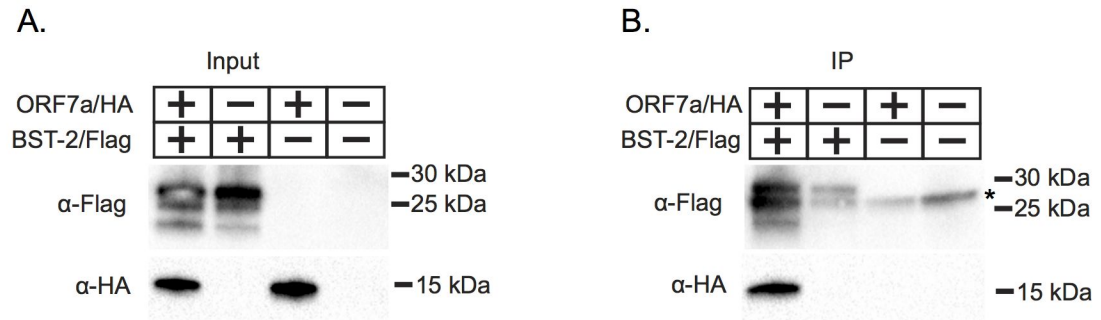 A.
Input
ORF7a/HA + − + −
BST-2/Flag + + − −
α-Flag
30 kDa
25 kDa
α-HA
15 kDa
B.
IP
ORF7a/HA + − + −
BST-2/Flag + + − −
α-Flag
30 kDa
*
25 kDa
α-HA
15 kDa